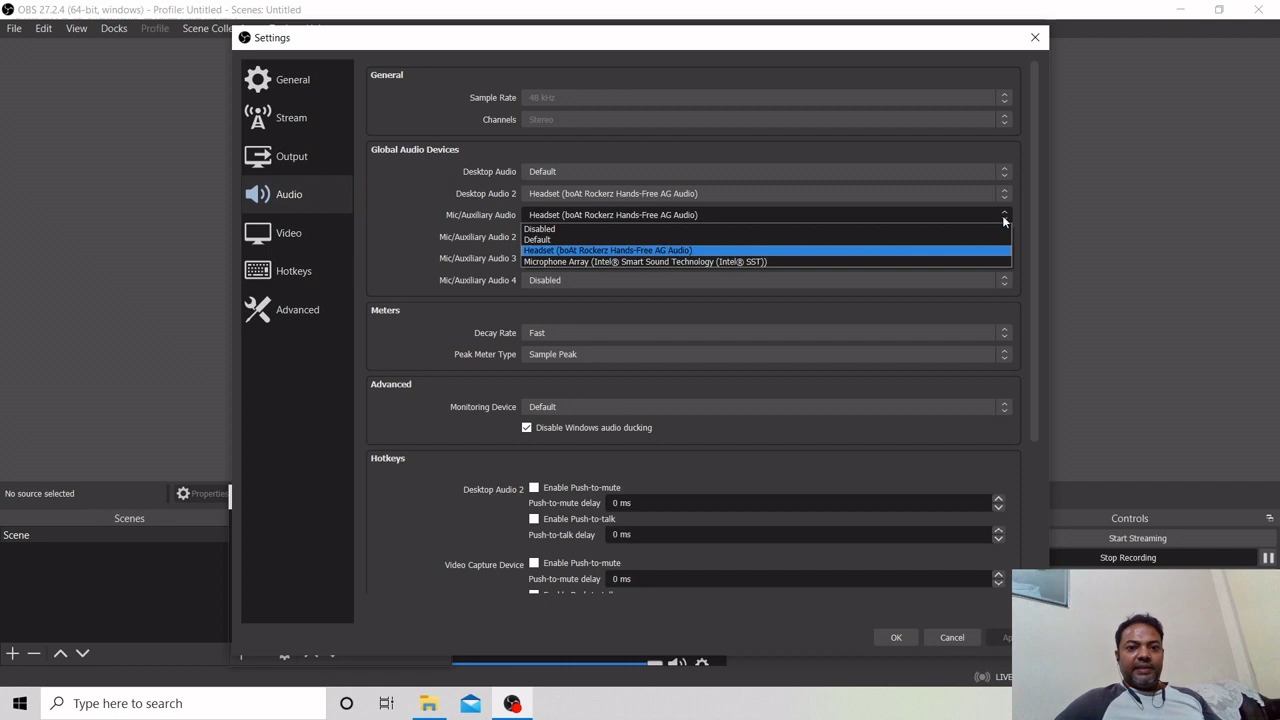 OBS 27.2.4 (64-bit, windows) - Profile: Untitled - Scenes: Untitled
File Edit View Docks Profile Scene Colle
Settings
General
Stream
Output
Audio
Video
Hotkeys
Advanced
General
Sample Rate 48 kHz
Channels Stereo
Global Audio Devices
Desktop Audio Default
Desktop Audio 2 Headset (boAt Rockerz Hands-Free AG Audio)
Mic/Auxiliary Audio Headset (boAt Rockerz Hands-Free AG Audio)
Disabled
Default
Mic/Auxiliary Audio 2
Headset (boAt Rockerz Hands-Free AG Audio)
Mic/Auxiliary Audio 3
Microphone Array (Intel® Smart Sound Technology (Intel® SST))
Mic/Auxiliary Audio 4 Disabled
Meters
Decay Rate Fast
Peak Meter Type Sample Peak
Advanced
Monitoring Device Default
Disable Windows audio ducking
Hotkeys
Desktop Audio 2 Enable Push-to-mute
Push-to-mute delay 0 ms
Enable Push-to-talk
Push-to-talk delay 0 ms
Video Capture Device Enable Push-to-mute
Push-to-mute delay 0 ms
OK Cancel Ap
No source selected Properties
Scenes
Scene
Controls
Start Streaming
Stop Recording
LIVE
Type here to search